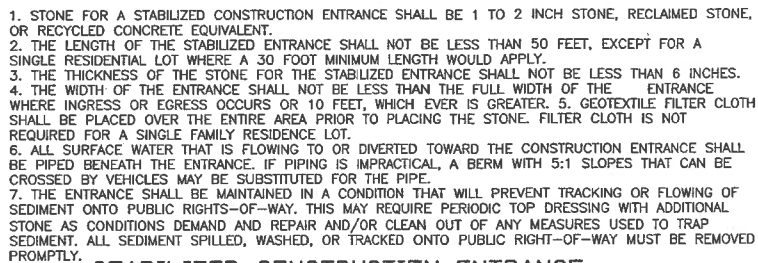 1. STONE FOR A STABILIZED CONSTRUCTION ENTRANCE SHALL BE 1 TO 2 INCH STONE, RECLAIMED STONE,
OR RECYCLED CONCRETE EQUIVALENT.
2. THE LENGTH OF THE STABILIZED ENTRANCE SHALL NOT BE LESS THAN 50 FEET, EXCEPT FOR A
SINGLE RESIDENTIAL LOT WHERE A 30 FOOT MINIMUM LENGTH WOULD APPLY.
3. THE THICKNESS OF THE STONE FOR THE STABILIZED ENTRANCE SHALL NOT BE LESS THAN 6 INCHES.
4. THE WIDTH OF THE ENTRANCE SHALL NOT BE LESS THAN THE FULL WIDTH OF THE ENTRANCE
WHERE INGRESS OR EGRESS OCCURS OR 10 FEET, WHICH EVER IS GREATER. 5. GEOTEXTILE FILTER CLOTH
SHALL BE PLACED OVER THE ENTIRE AREA PRIOR TO PLACING THE STONE. FILTER CLOTH IS NOT
REQUIRED FOR A SINGLE FAMILY RESIDENCE LOT.
6. ALL SURFACE WATER THAT IS FLOWING TO OR DIVERTED TOWARD THE CONSTRUCTION ENTRANCE SHALL
BE PIPED BENEATH THE ENTRANCE. IF PIPING IS IMPRACTICAL, A BERM WITH 5:1 SLOPES THAT CAN BE
CROSSED BY VEHICLES MAY BE SUBSTITUTED FOR THE PIPE.
7. THE ENTRANCE SHALL BE MAINTAINED IN A CONDITION THAT WILL PREVENT TRACKING OR FLOWING OF
SEDIMENT ONTO PUBLIC RIGHTS-OF-WAY. THIS MAY REQUIRE PERIODIC TOP DRESSING WITH ADDITIONAL
STONE AS CONDITIONS DEMAND AND REPAIR AND/OR CLEAN OUT OF ANY MEASURES USED TO TRAP
SEDIMENT. ALL SEDIMENT SPILLED, WASHED, OR TRACKED ONTO PUBLIC RIGHT-OF-WAY MUST BE REMOVED
PROMPTLY.
STABILIZED CONSTRUCTION ENTRANCE